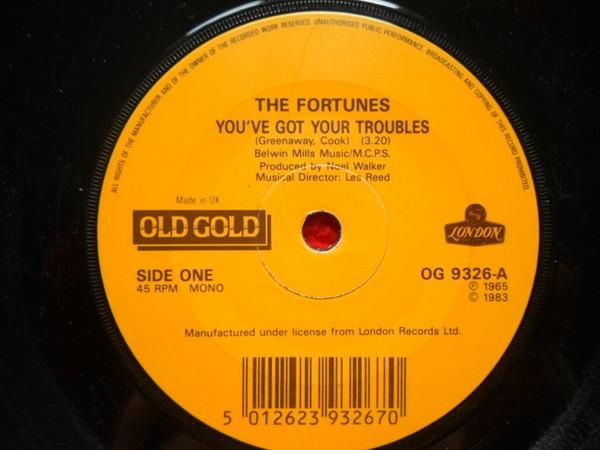 ALL RIGHTS OF THE MANUFACTURER AND OF THE OWNER OF THE RECORDED WORK RESERVED. UNAUTHORISED PUBLIC PERFORMANCE, BROADCASTING AND COPYING OF THIS RECORD PROHIBITED.
THE FORTUNES
YOU'VE GOT YOUR TROUBLES
(Greenaway, Cook) (3.20)
Belwin Mills Music/M.C.P.S.
Produced by Noel Walker
Musical Director: Les Reed
Made in UK
OLD GOLD
LONDON
SIDE ONE
45 RPM MONO
OG 9326-A
℗ 1965
© 1983
Manufactured under license from London Records Ltd.
5 012623 932670